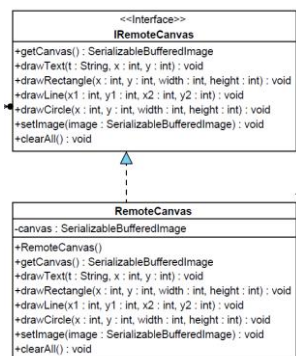 <<Interface>>
IRemoteCanvas
+getCanvas() : SerializableBufferedImage
+drawText(t : String, x : int, y : int) : void
+drawRectangle(x : int, y : int, width : int, height : int) : void
+drawLine(x1 : int, y1 : int, x2 : int, y2 : int) : void
+drawCircle(x : int, y : int, width : int, height : int) : void
+setImage(image : SerializableBufferedImage) : void
+clearAll() : void
RemoteCanvas
-canvas : SerializableBufferedImage
+RemoteCanvas()
+getCanvas() : SerializableBufferedImage
+drawText(t : String, x : int, y : int) : void
+drawRectangle(x : int, y : int, width : int, height : int) : void
+drawLine(x1 : int, y1 : int, x2 : int, y2 : int) : void
+drawCircle(x : int, y : int, width : int, height : int) : void
+setImage(image : SerializableBufferedImage) : void
+clearAll() : void